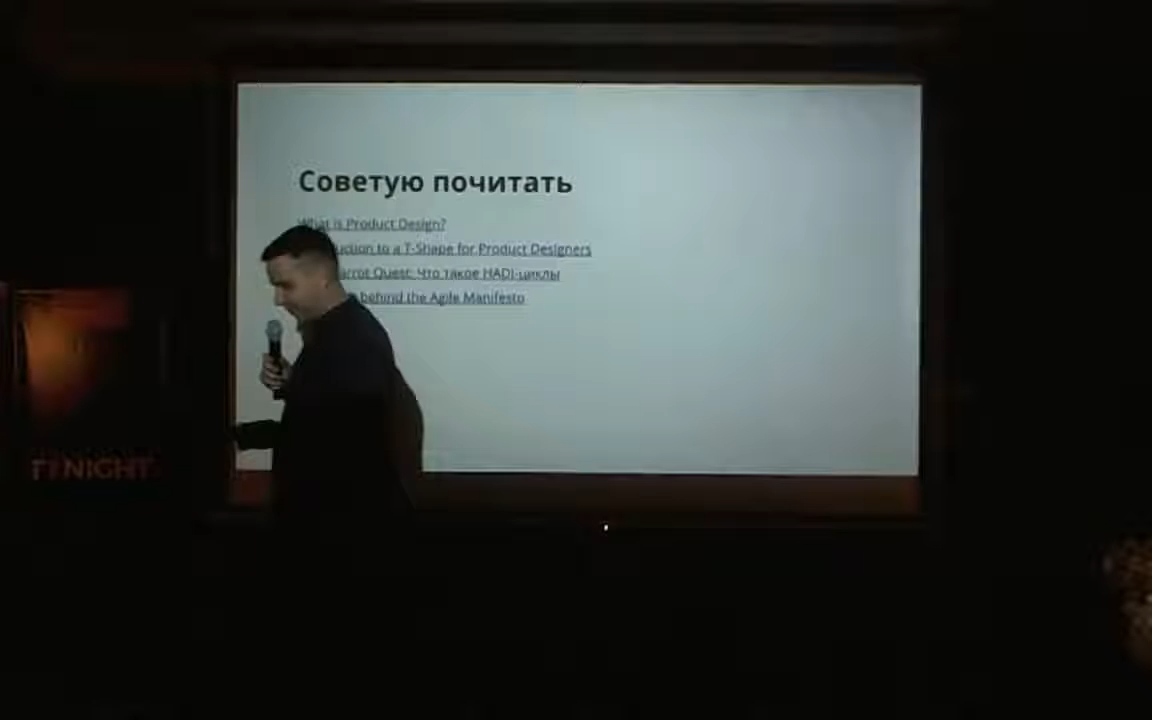 Советую почитать
What is Product Design?
to a T-Shape for Product Designers
Quest: Что такое HADI-циклы
behind the Agile Manifesto
NIGHT